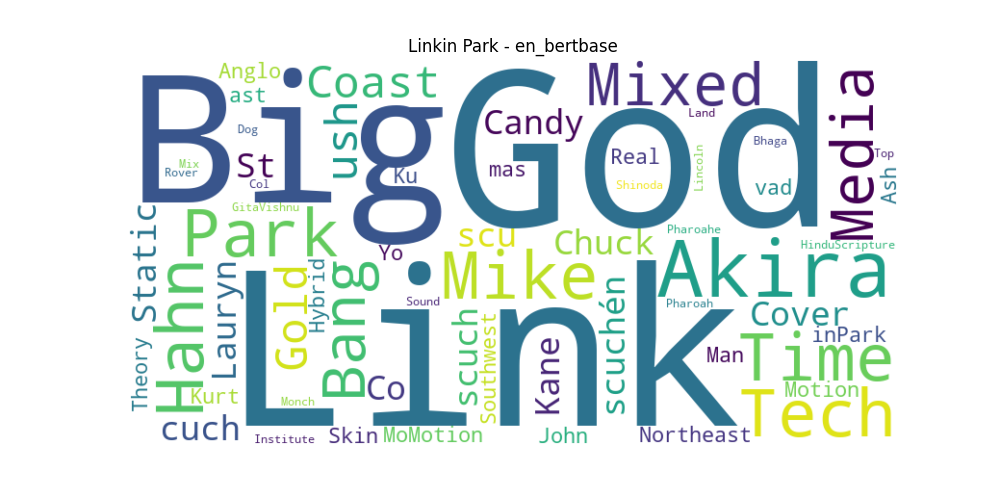 Linkin Park - en_bertbase
Anglo
Coast
Mixed
Media
Big
God
ast
ush
Candy
Land
Dog
Real
Bhaga
Top
Mix
Rover
St
Col
Ku
mas
Shinoda
Lincoln
vad
Ash
GitaVishnu
Park
Yo
scu
Chuck
Pharoahe
HinduScripture
Static
Hahn
Lauryn
Gold
Hybrid
Bang
Mike
Akira
Link
Sound
Pharoah
Cover
inPark
scuch
Southwest
Kane
scuchén
Man
Time
Theory
Kurt
Monch
Co
Motion
Tech
cuch
Institute
Skin
MoMotion
John
Northeast